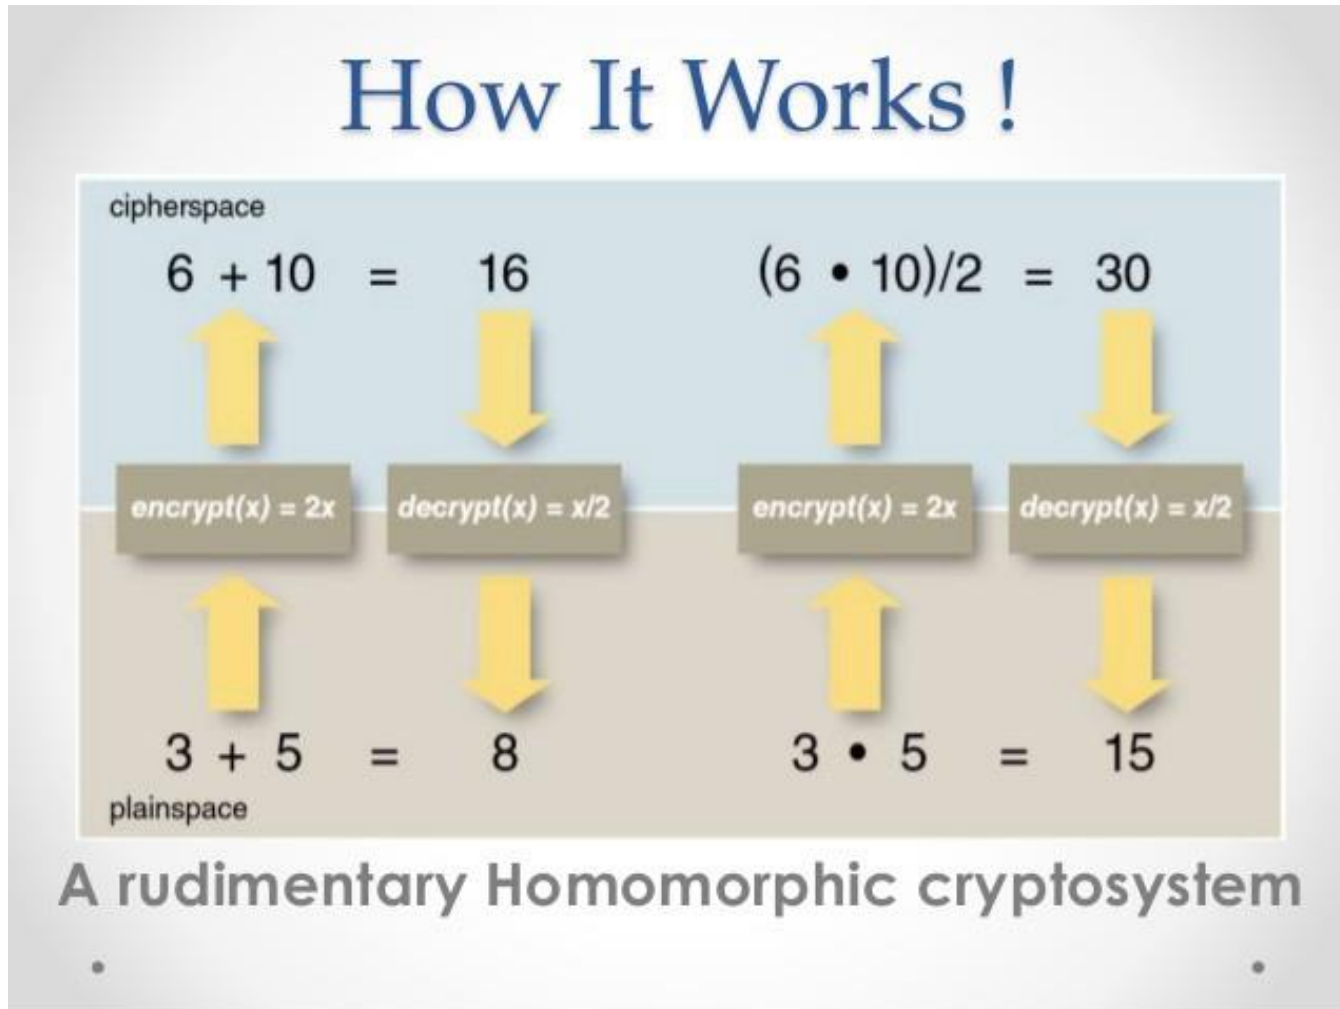 How It Works !
cipherspace
6 + 10 = 16 (6 • 10)/2 = 30
encrypt(x) = 2x decrypt(x) = x/2 encrypt(x) = 2x decrypt(x) = x/2
3 + 5 = 8 3 • 5 = 15
plainspace
A rudimentary Homomorphic cryptosystem